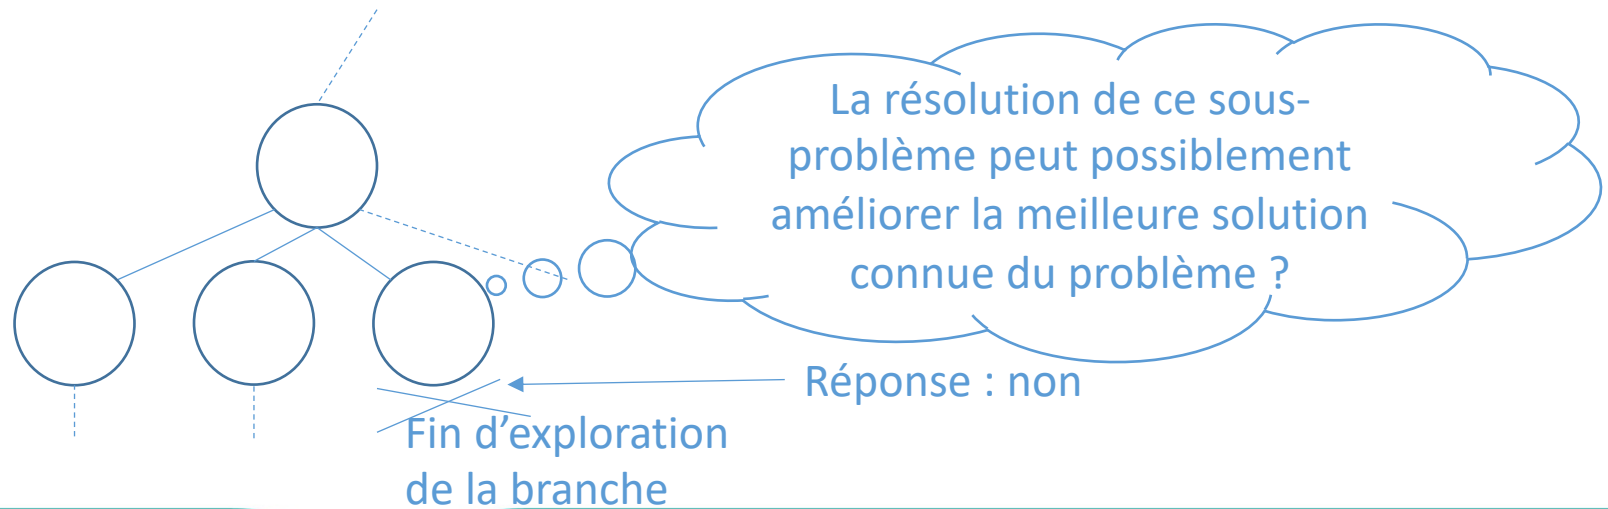 La résolution de ce sous-
problème peut possiblement
améliorer la meilleure solution
connue du problème ?
Réponse : non
Fin d’exploration
de la branche